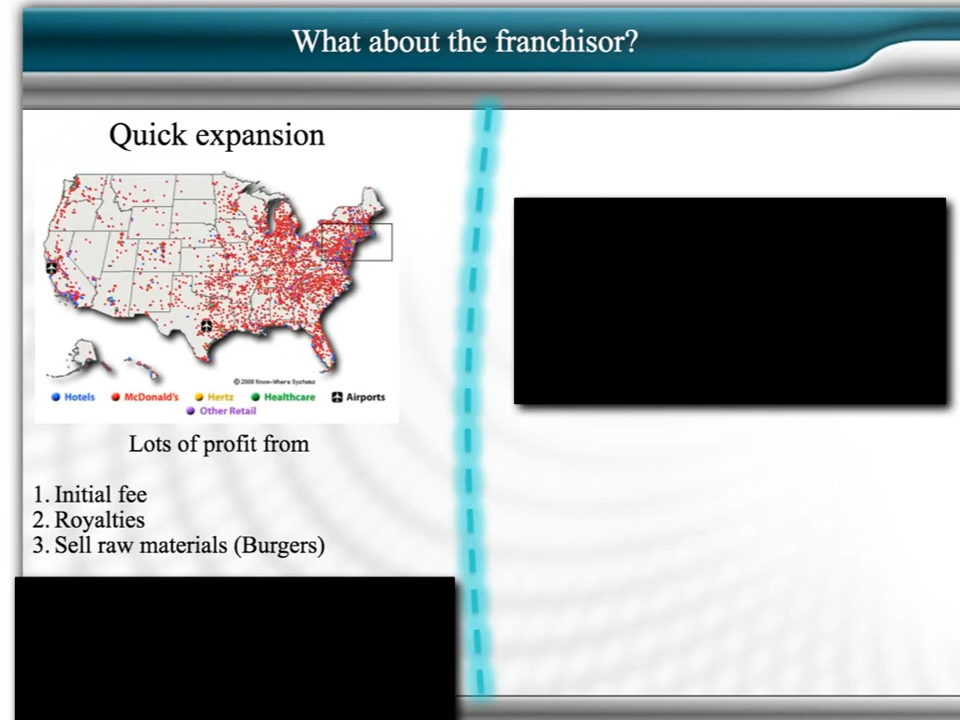 What about the franchisor?
Quick expansion
© 2008 Know-Where Systems
Hotels McDonald's Hertz Healthcare Airports
Other Retail
Lots of profit from
1. Initial fee
2. Royalties
3. Sell raw materials (Burgers)